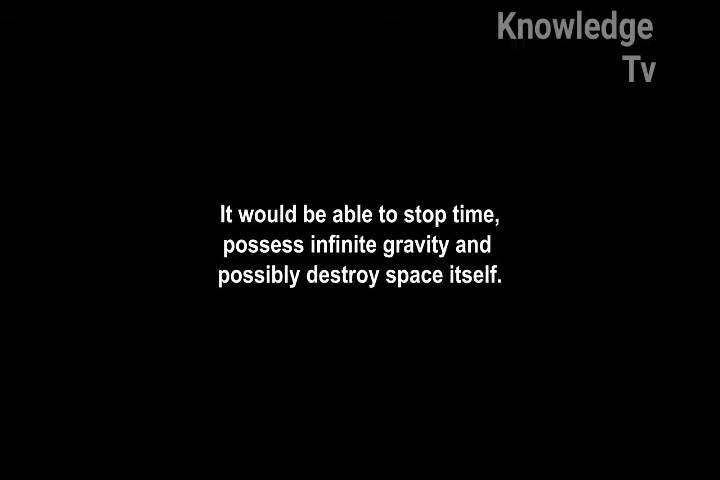 Knowledge
Tv
It would be able to stop time,
possess infinite gravity and
possibly destroy space itself.